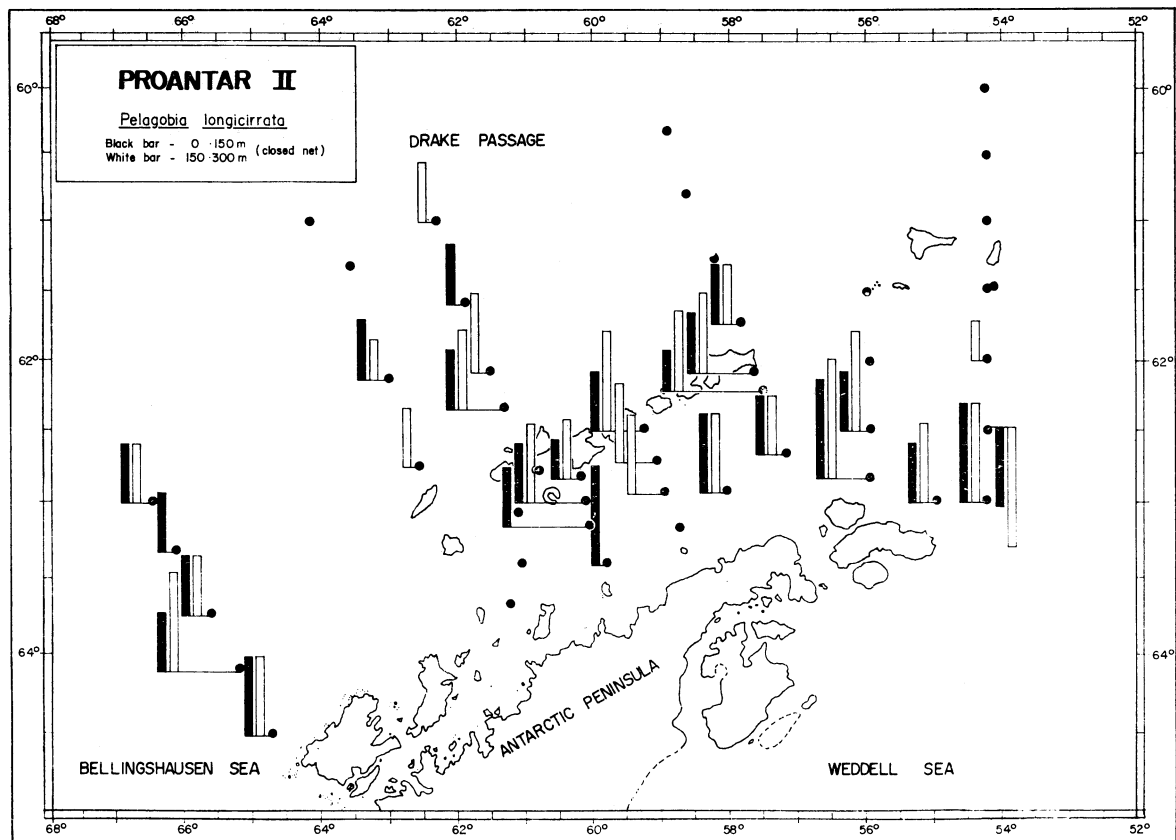 68° 66° 64° 62° 60° 58° 56° 54° 52°
PROANTAR II
Pelagobia longicirrata
Black bar - 0 - 150 m
White bar - 150 - 300 m (closed net)
60° 60°
DRAKE PASSAGE
62° 62°
64° 64°
ANTARCTIC PENINSULA
BELLINGSHAUSEN SEA
WEDDELL SEA
68° 66° 64° 62° 60° 58° 56° 54° 52°